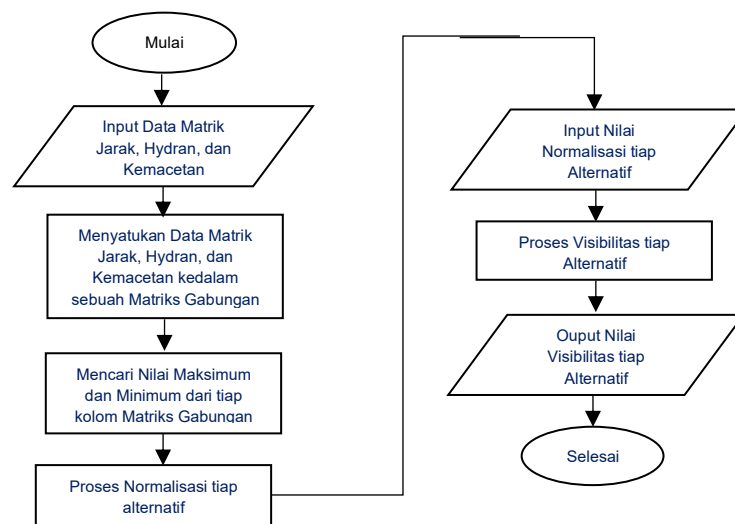 Mulai
Input Data Matrik
Jarak, Hydran, dan
Kemacetan
Menyatukan Data Matrik
Jarak, Hydran, dan
Kemacetan kedalam
sebuah Matriks Gabungan
Mencari Nilai Maksimum
dan Minimum dari tiap
kolom Matriks Gabungan
Proses Normalisasi tiap
alternatif
Input Nilai
Normalisasi tiap
Alternatif
Proses Visibilitas tiap
Alternatif
Ouput Nilai
Visibilitas tiap
Alternatif
Selesai